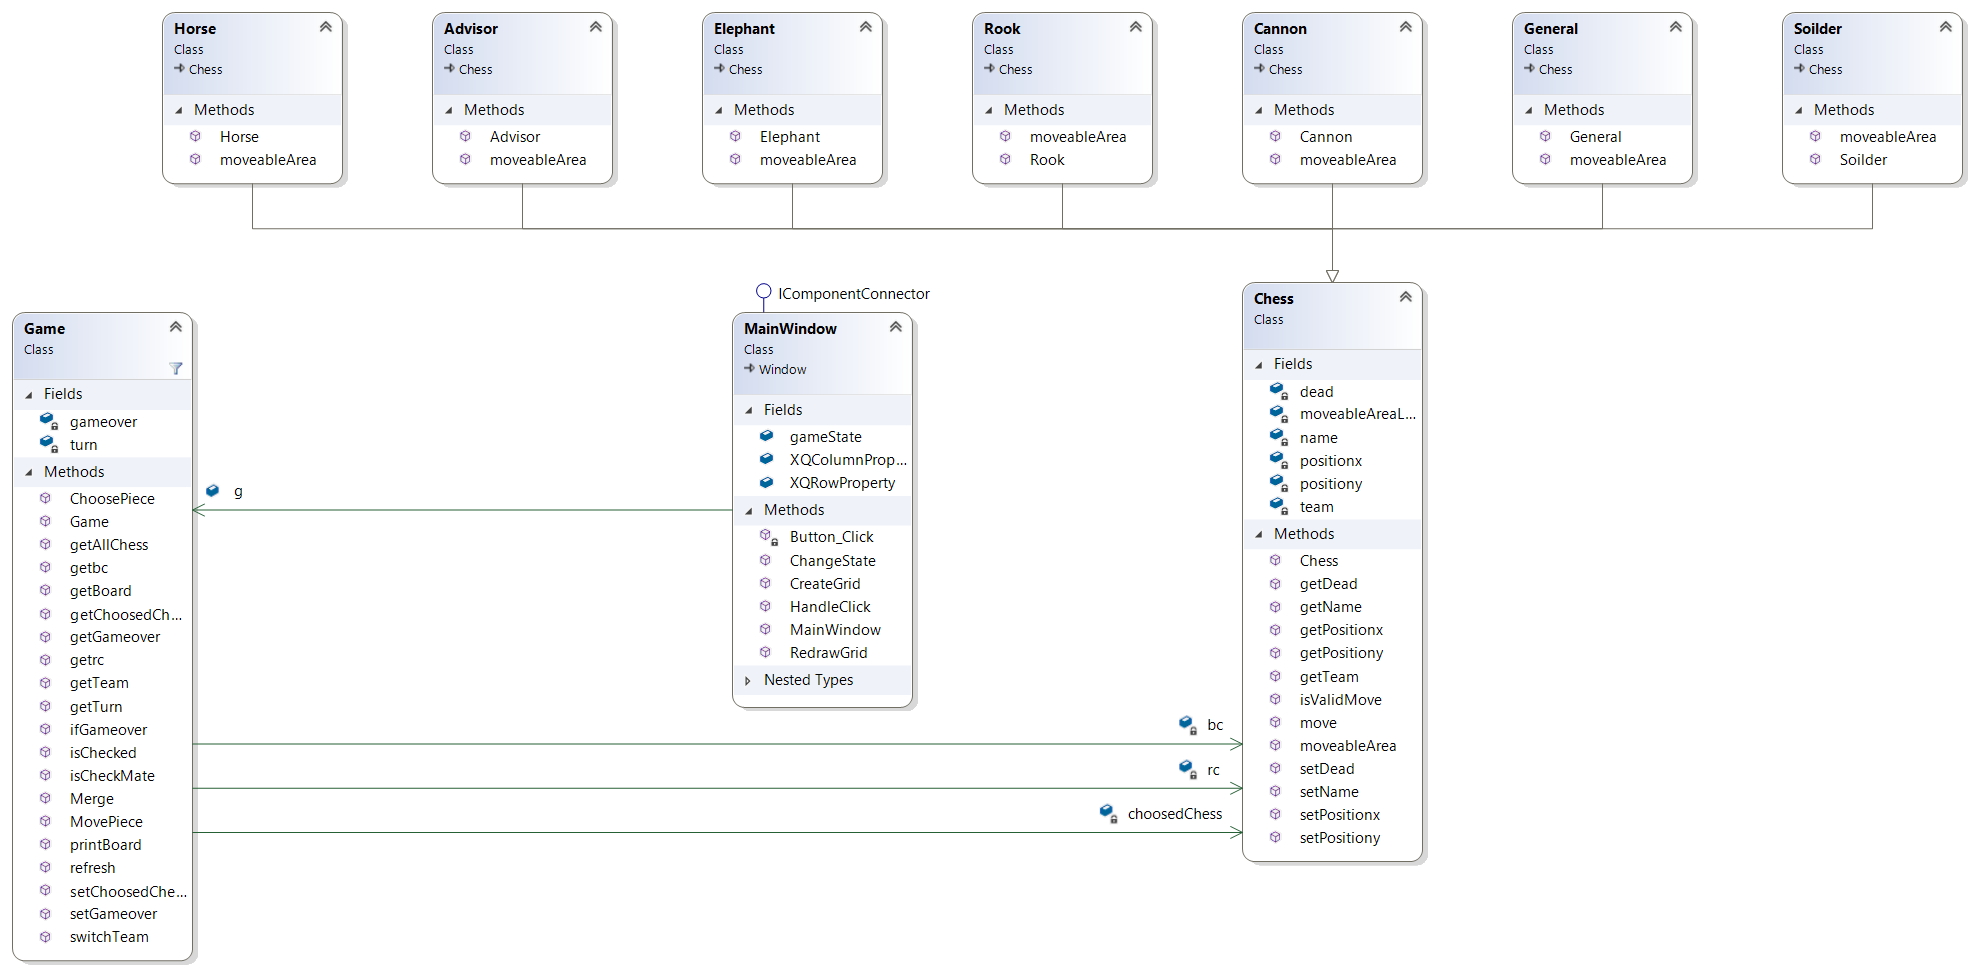 Horse
Class
Chess
Methods
Horse
moveableArea
Advisor
Class
Chess
Methods
Advisor
moveableArea
Elephant
Class
Chess
Methods
Elephant
moveableArea
Rook
Class
Chess
Methods
moveableArea
Rook
Cannon
Class
Chess
Methods
Cannon
moveableArea
General
Class
Chess
Methods
General
moveableArea
Soilder
Class
Chess
Methods
moveableArea
Soilder
Game
Class
Fields
gameover
turn
Methods
ChoosePiece
Game
getAllChess
getbc
getBoard
getChoosedCh...
getGameover
getrc
getTeam
getTurn
ifGameover
isChecked
isCheckMate
Merge
MovePiece
printBoard
refresh
setChoosedChe...
setGameover
switchTeam
g
IComponentConnector
MainWindow
Class
Window
Fields
gameState
XQColumnProp...
XQRowProperty
Methods
Button_Click
ChangeState
CreateGrid
HandleClick
MainWindow
RedrawGrid
Nested Types
bc
rc
choosedChess
Chess
Class
Fields
dead
moveableAreaL...
name
positionx
positiony
team
Methods
Chess
getDead
getName
getPositionx
getPositiony
getTeam
isValidMove
move
moveableArea
setDead
setName
setPositionx
setPositiony